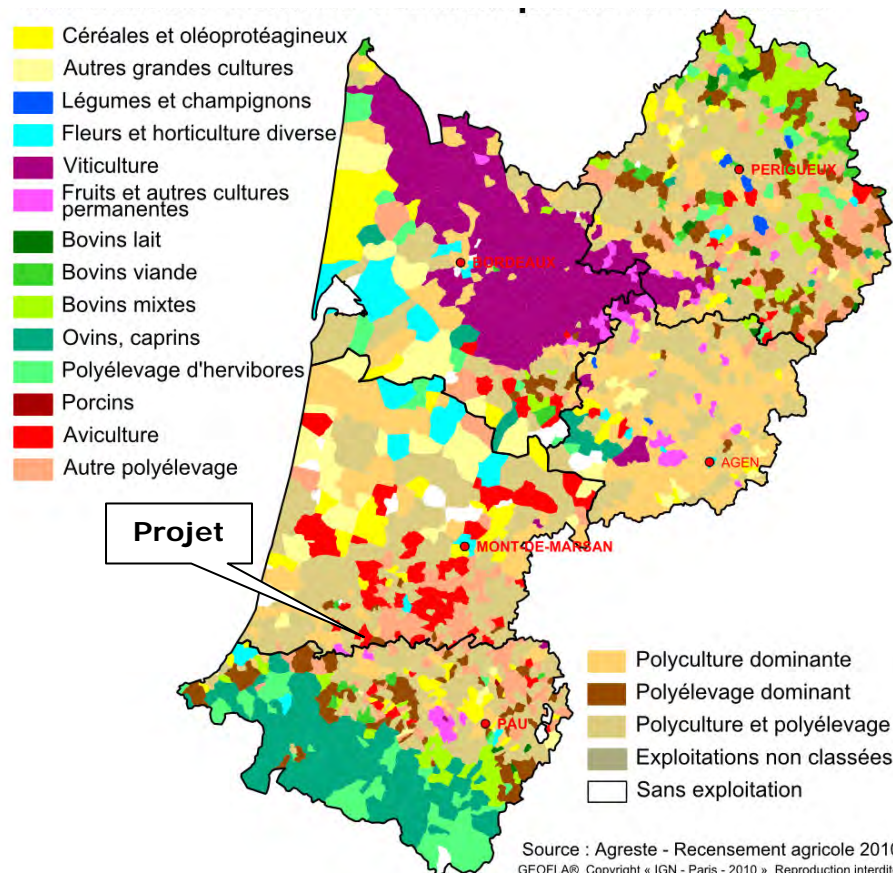 Céréales et oléoprotéagineux
Autres grandes cultures
Légumes et champignons
Fleurs et horticulture diverse
Viticulture
Fruits et autres cultures
permanentes
Bovins lait
Bovins viande
Bovins mixtes
Ovins, caprins
Polyélevage d'hervibores
Porcins
Aviculture
Autre polyélevage
PERIGUEUX
BORDEAUX
AGEN
Projet
MONT-DE-MARSAN
PAU
Polyculture dominante
Polyélevage dominant
Polyculture et polyélevage
Exploitations non classées
Sans exploitation
Source : Agreste - Recensement agricole 2010
GEOFLA®, Copyright « IGN - Paris - 2010 », Reproduction interdite